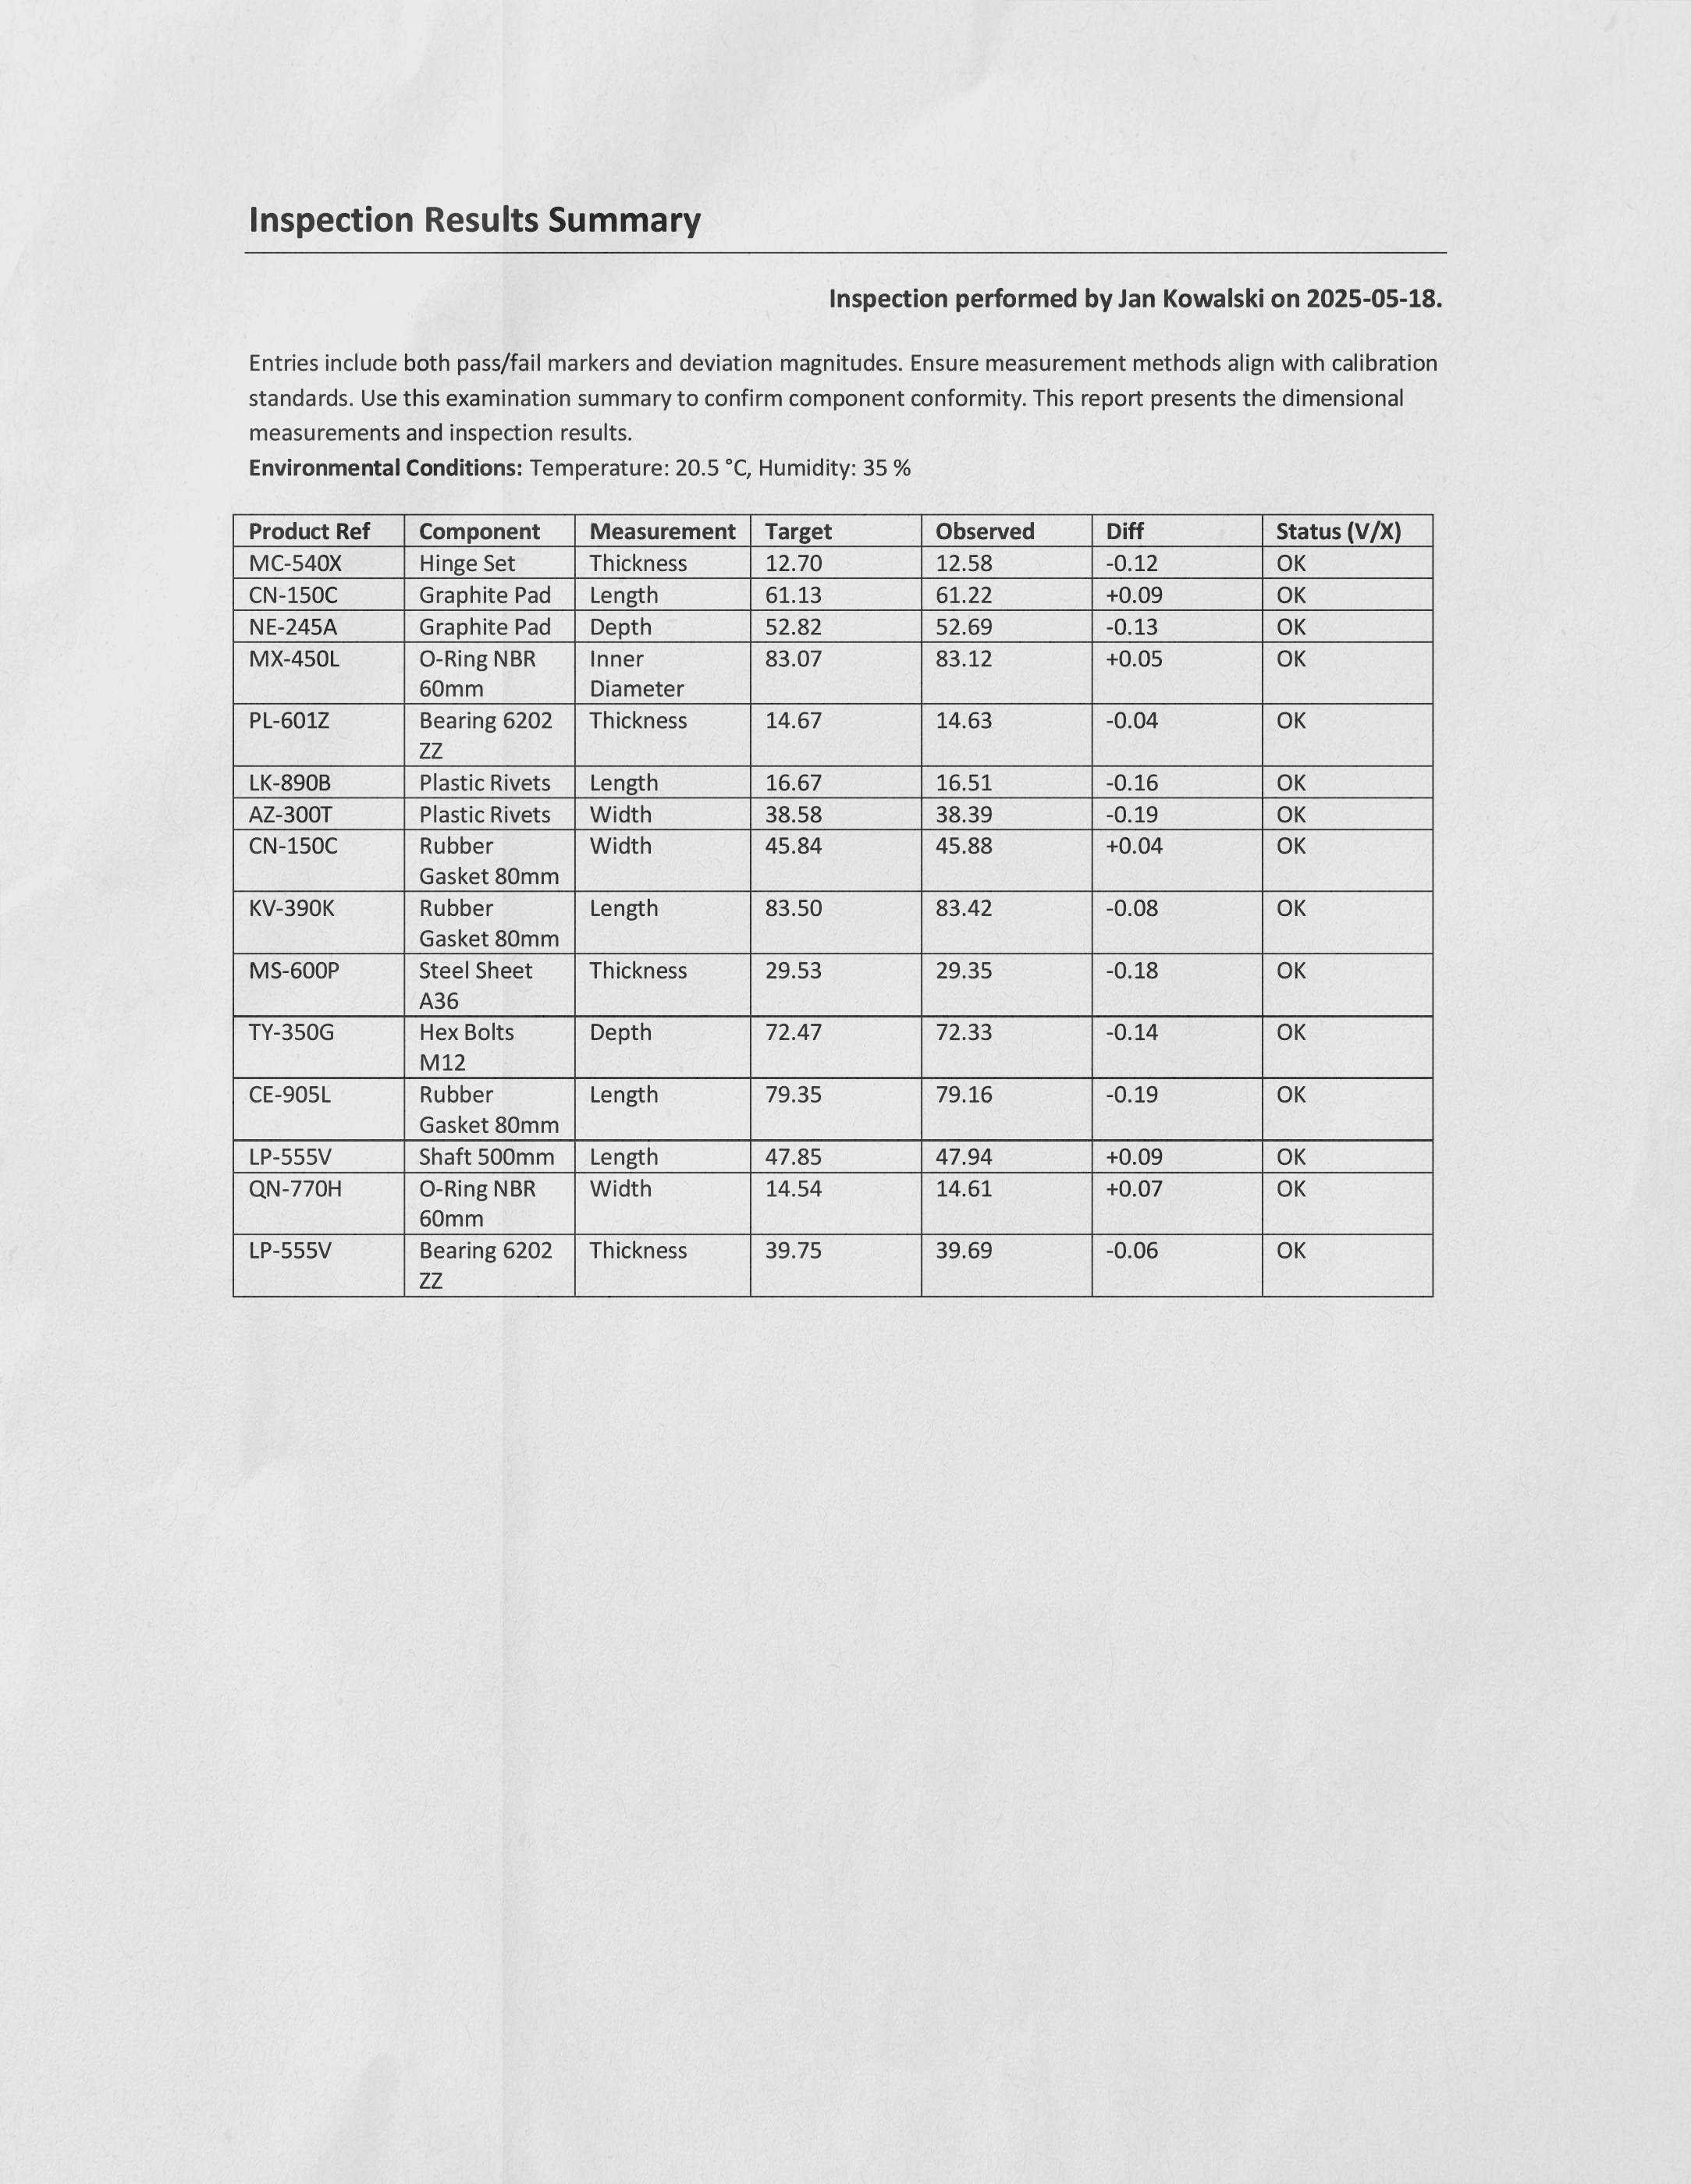 Inspection Results Summary
Inspection performed by Jan Kowalski on 2025-05-18.
Entries include both pass/fail markers and deviation magnitudes. Ensure measurement methods align with calibration
standards. Use this examination summary to confirm component conformity. This report presents the dimensional
measurements and inspection results.
Environmental Conditions: Temperature: 20.5 °C, Humidity: 35 %
Product Ref Component Measurement Target Observed Diff Status (V/X)
MC-540X Hinge Set Thickness 12.70 12.58 -0.12 OK
CN-150C Graphite Pad Length 61.13 61.22 +0.09 OK
NE-245A Graphite Pad Depth 52.82 52.69 -0.13 OK
MX-450L O-Ring NBR Inner 83.07 83.12 +0.05 OK
60mm Diameter
PL-601Z Bearing 6202 Thickness 14.67 14.63 -0.04 OK
ZZ
LK-890B Plastic Rivets Length 16.67 16.51 -0.16 OK
AZ-300T Plastic Rivets Width 38.58 38.39 -0.19 OK
CN-150C Rubber Width 45.84 45.88 +0.04 OK
Gasket 80mm
KV-390K Rubber Length 83.50 83.42 -0.08 OK
Gasket 80mm
MS-600P Steel Sheet Thickness 29.53 29.35 -0.18 OK
A36
TY-350G Hex Bolts Depth 72.47 72.33 -0.14 OK
M12
CE-905L Rubber Length 79.35 79.16 -0.19 OK
Gasket 80mm
LP-555V Shaft 500mm Length 47.85 47.94 +0.09 OK
QN-770H O-Ring NBR Width 14.54 14.61 +0.07 OK
60mm
LP-555V Bearing 6202 Thickness 39.75 39.69 -0.06 OK
ZZ